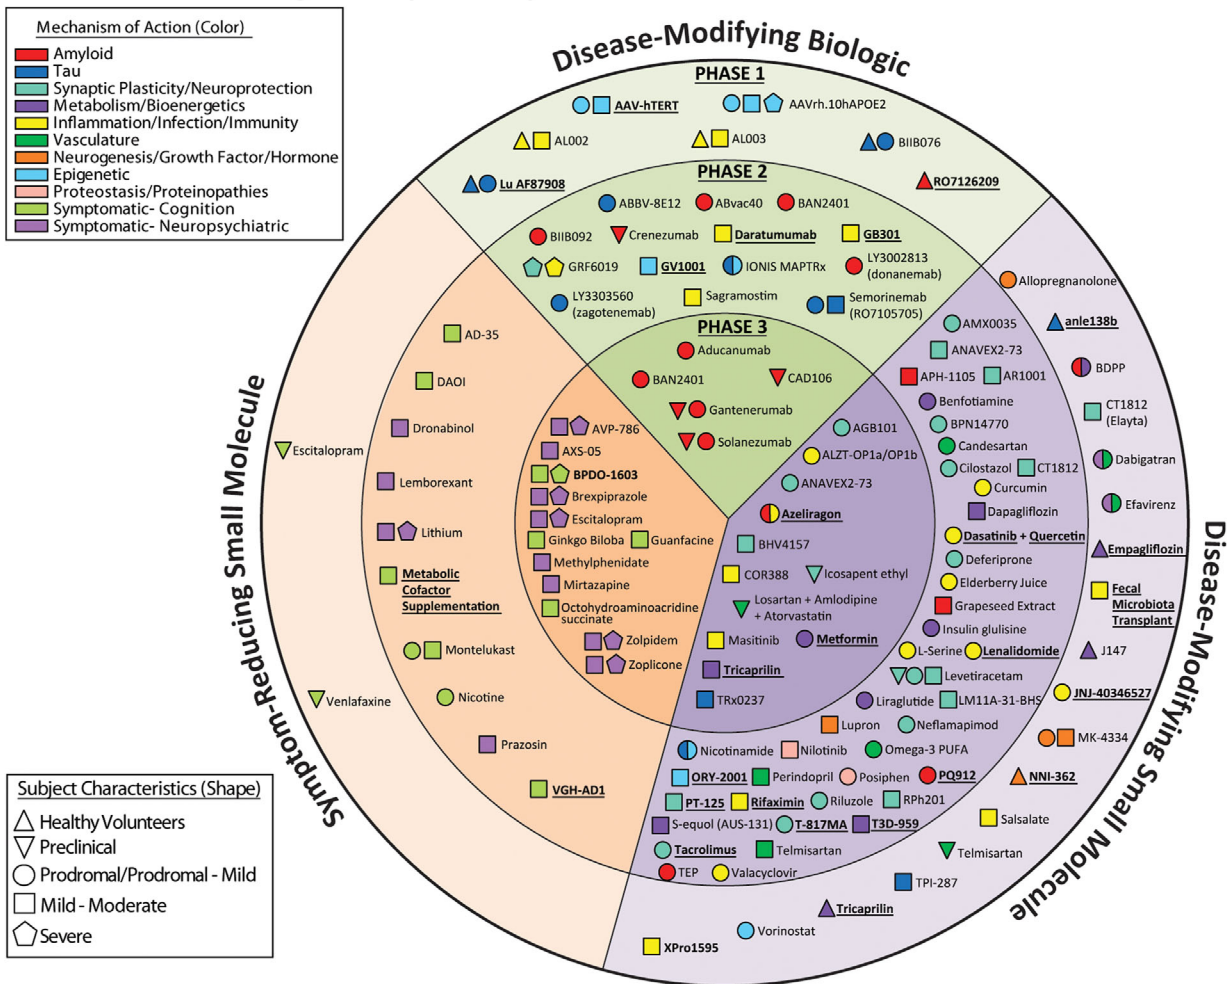 Mechanism of Action (Color)
Amyloid
Tau
Synaptic Plasticity/Neuroprotection
Metabolism/Bioenergetics
Inflammation/Infection/Immunity
Vasculature
Neurogenesis/Growth Factor/Hormone
Epigenetic
Proteostasis/Proteinopathies
Symptomatic- Cognition
Symptomatic- Neuropsychiatric
Disease-Modifying Biologic
PHASE 1
AAV-hTERT
AAVrh.10hAPOE2
AL002
AL003
BIIB076
Lu AF87908
RO7126209
PHASE 2
ABBV-8E12
ABvac40
BAN2401
BIIB092
Crenezumab
Daratumumab
GB301
GRF6019
GV1001
IONIS MAPTRx
LY3002813
(donanemab)
LY3303560
(zagotenemab)
Sagramostim
Semorinemab
(RO7105705)
PHASE 3
Aducanumab
BAN2401
CAD106
Gantenerumab
Solanezumab
Disease-Modifying Small Molecule
AGB101
ALZT-OP1a/OP1b
ANAVEX2-73
Azeliragon
BHV4157
COR388
Icosapent ethyl
Losartan + Amlodipine
+ Atorvastatin
Masitinib
Metformin
Tricaprilin
TRx0237
AMX0035
ANAVEX2-73
APH-1105
AR1001
Benfotiamine
BPN14770
Candesartan
Cilostazol
CT1812
Curcumin
Dapagliflozin
Dasatinib + Quercetin
Deferiprone
Elderberry Juice
Grapeseed Extract
Insulin glulisine
L-Serine
Lenalidomide
Levetiracetam
Liraglutide
LM11A-31-BHS
Lupron
Neflamapimod
Nicotinamide
Nilotinib
Omega-3 PUFA
ORY-2001
Perindopril
Posiphen
PQ912
PT-125
Rifaximin
Riluzole
RPh201
S-equol (AUS-131)
T-817MA
T3D-959
Tacrolimus
Telmisartan
TEP
Valacyclovir
Allopregnanolone
anle138b
BDPP
CT1812
(Elayta)
Dabigatran
Efavirenz
Empagliflozin
Fecal
Microbiota
Transplant
J147
JNJ-40346527
MK-4334
NNI-362
Salsalate
Telmisartan
TPI-287
Tricaprilin
Vorinostat
XPro1595
Symptom-Reducing Small Molecule
AVP-786
AXS-05
BPDO-1603
Brexpiprazole
Escitalopram
Ginkgo Biloba
Guanfacine
Methylphenidate
Mirtazapine
Octohydroaminoacridine
succinate
Zolpidem
Zoplicone
AD-35
DAOI
Dronabinol
Lemborexant
Lithium
Metabolic
Cofactor
Supplementation
Montelukast
Nicotine
Prazosin
VGH-AD1
Escitalopram
Venlafaxine
Subject Characteristics (Shape)
Healthy Volunteers
Preclinical
Prodromal/Prodromal - Mild
Mild - Moderate
Severe